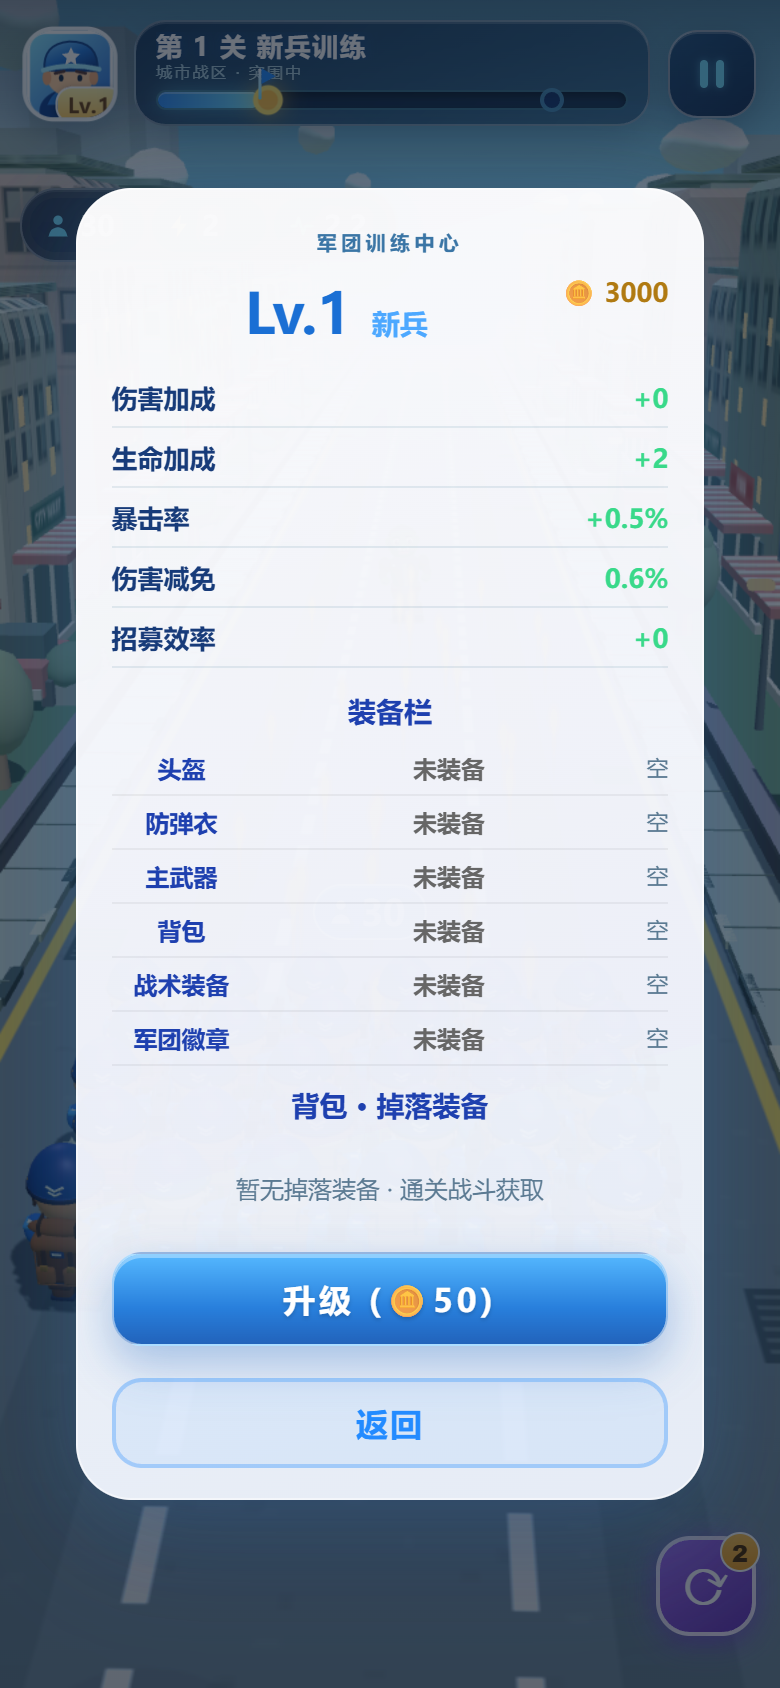 第 1 关 新兵训练
城市战区 · 突围中
Lv.1
军团训练中心
3000
Lv.1 新兵
伤害加成 +0
生命加成 +2
暴击率 +0.5%
伤害减免 0.6%
招募效率 +0
装备栏
头盔 未装备 空
防弹衣 未装备 空
主武器 未装备 空
背包 未装备 空
战术装备 未装备 空
军团徽章 未装备 空
背包 • 掉落装备
暂无掉落装备 · 通关战斗获取
升级 (50)
返回
2